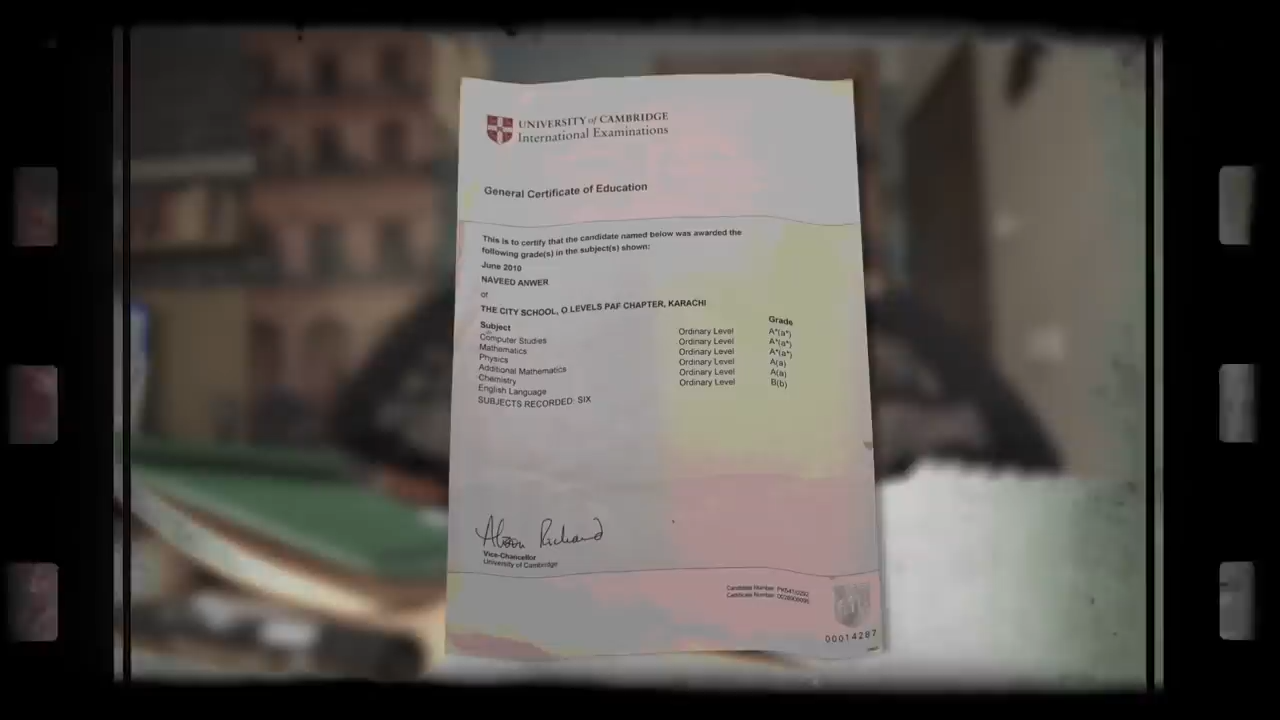 UNIVERSITY of CAMBRIDGE
International Examinations
General Certificate of Education
This is to certify that the candidate named below was awarded the
following grade(s) in the subject(s) shown:
June 2010
NAVEED ANWER
of
THE CITY SCHOOL, O LEVELS PAF CHAPTER, KARACHI
Subject Grade
Computer Studies Ordinary Level A*(a*)
Mathematics Ordinary Level A*(a*)
Physics Ordinary Level A*(a*)
Additional Mathematics Ordinary Level A(a)
Chemistry Ordinary Level A(a)
English Language Ordinary Level B(b)
SUBJECTS RECORDED: SIX
Alison Richard
Vice-Chancellor
University of Cambridge
Candidate Number:
Certificate Number:
00014287